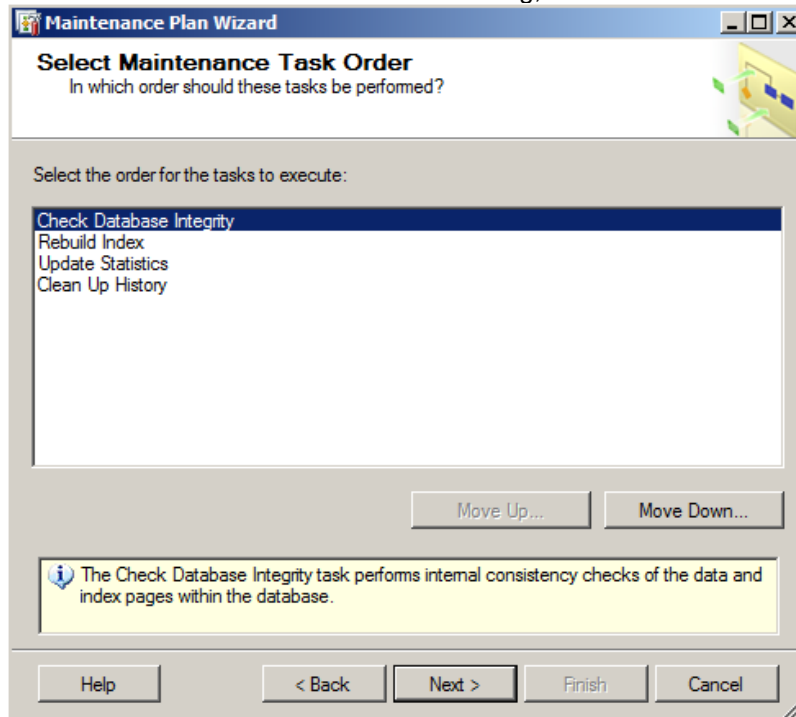 Maintenance Plan Wizard
Select Maintenance Task Order
In which order should these tasks be performed?
Select the order for the tasks to execute:
Check Database Integrity
Rebuild Index
Update Statistics
Clean Up History
Move Up...
Move Down...
The Check Database Integrity task performs internal consistency checks of the data and
index pages within the database.
Help
< Back
Next >
Finish
Cancel